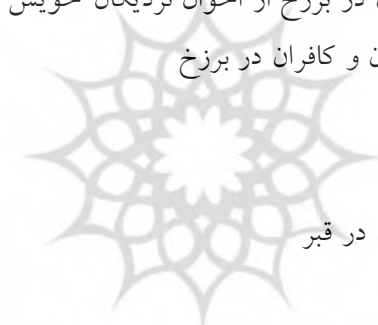 در برزخ از احوال نزدیکان خویش
و کافران در برزخ
در قبر